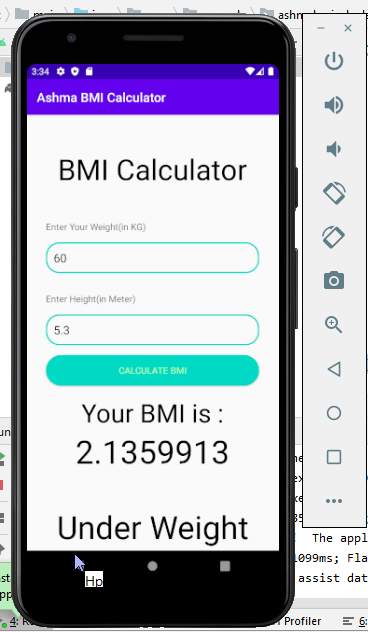 3:34
Ashma BMI Calculator
BMI Calculator
Enter Your Weight(in KG)
60
Enter Height(in Meter)
5.3
CALCULATE BMI
Your BMI is :
2.1359913
Under Weight
Hp
The appl
1099ms; Fla
assist dat
Profiler
6: